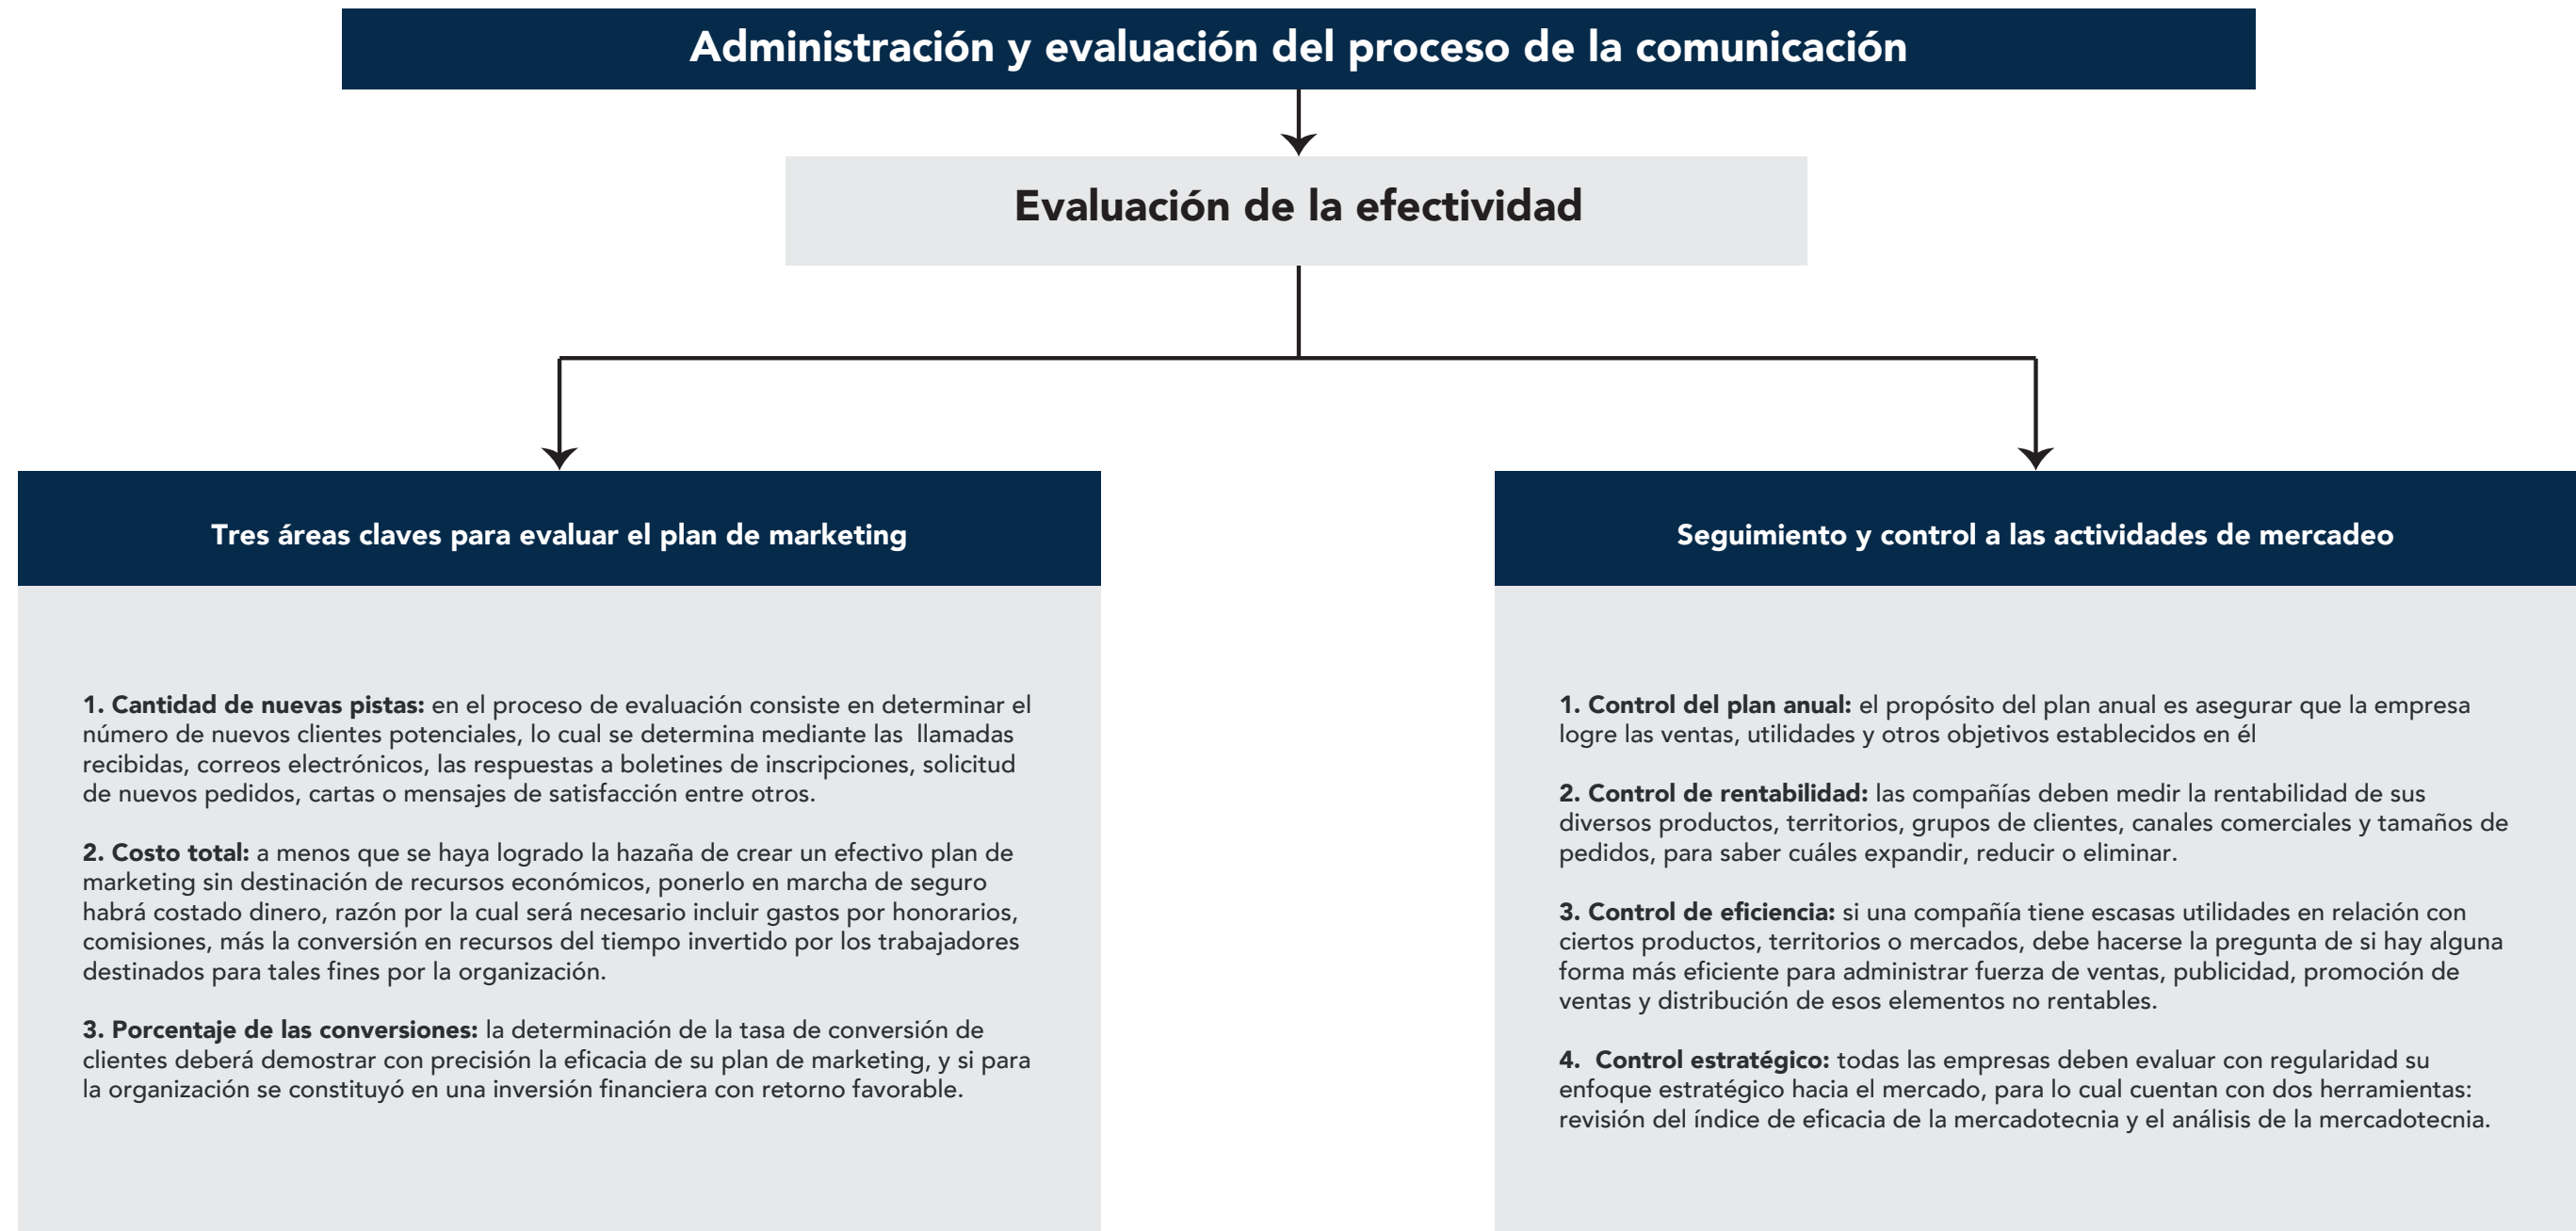 Administración y evaluación del proceso de la comunicación
Evaluación de la efectividad
Tres áreas claves para evaluar el plan de marketing
1. Cantidad de nuevas pistas: en el proceso de evaluación consiste en determinar el
número de nuevos clientes potenciales, lo cual se determina mediante las  llamadas
recibidas, correos electrónicos, las respuestas a boletines de inscripciones, solicitud
de nuevos pedidos, cartas o mensajes de satisfacción entre otros.
2. Costo total: a menos que se haya logrado la hazaña de crear un efectivo plan de
marketing sin destinación de recursos económicos, ponerlo en marcha de seguro
habrá costado dinero, razón por la cual será necesario incluir gastos por honorarios,
comisiones, más la conversión en recursos del tiempo invertido por los trabajadores
destinados para tales fines por la organización.
3. Porcentaje de las conversiones: la determinación de la tasa de conversión de
clientes deberá demostrar con precisión la eficacia de su plan de marketing, y si para
la organización se constituyó en una inversión financiera con retorno favorable.
Seguimiento y control a las actividades de mercadeo
1. Control del plan anual: el propósito del plan anual es asegurar que la empresa
logre las ventas, utilidades y otros objetivos establecidos en él
2. Control de rentabilidad: las compañías deben medir la rentabilidad de sus
diversos productos, territorios, grupos de clientes, canales comerciales y tamaños de
pedidos, para saber cuáles expandir, reducir o eliminar.
3. Control de eficiencia: si una compañía tiene escasas utilidades en relación con
ciertos productos, territorios o mercados, debe hacerse la pregunta de si hay alguna
forma más eficiente para administrar fuerza de ventas, publicidad, promoción de
ventas y distribución de esos elementos no rentables.
4.  Control estratégico: todas las empresas deben evaluar con regularidad su
enfoque estratégico hacia el mercado, para lo cual cuentan con dos herramientas:
revisión del índice de eficacia de la mercadotecnia y el análisis de la mercadotecnia.